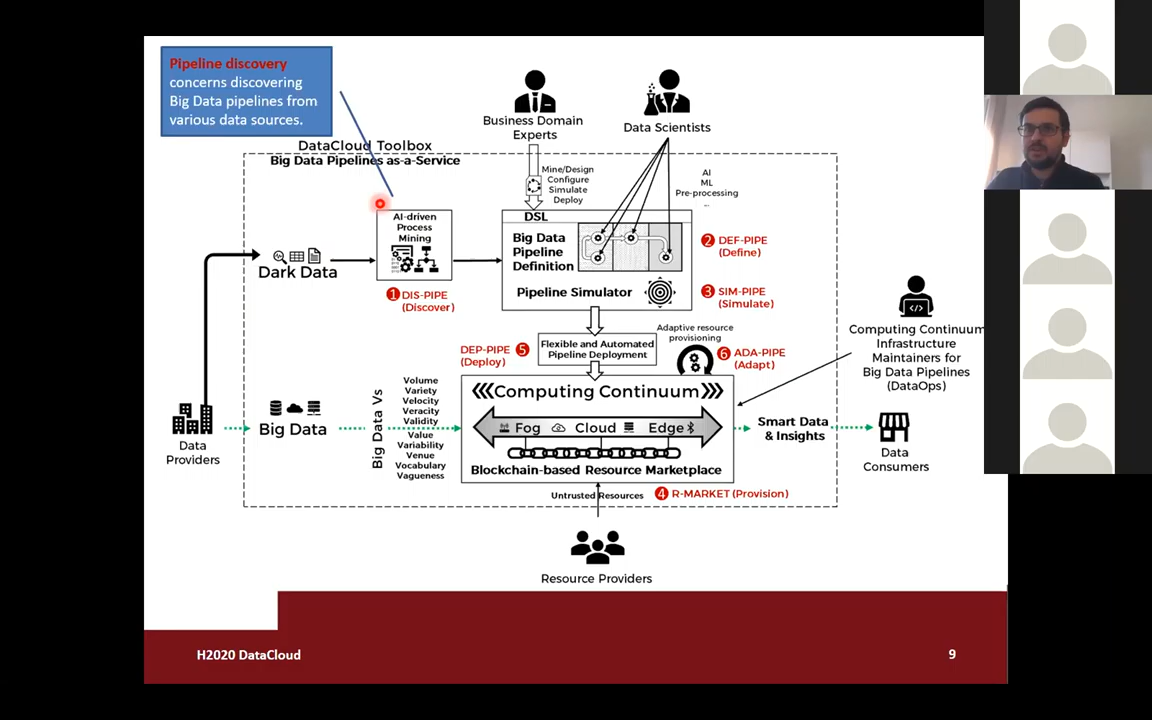 Pipeline discovery
concerns discovering
Big Data pipelines from
various data sources.
DataCloud Toolbox
Big Data Pipelines as-a-Service
Business Domain
Experts
Data Scientists
Mine/Design
Configure
Simulate
Deploy
AI
ML
Pre-processing
..
AI-driven
Process
Mining
DSL
Big Data
Pipeline
Definition
Pipeline Simulator
2 DEF-PIPE
(Define)
3 SIM-PIPE
(Simulate)
Dark Data
1 DIS-PIPE
(Discover)
Computing Continuum
Infrastructure
Maintainers for
Big Data Pipelines
(DataOps)
DEP-PIPE 5
(Deploy)
Flexible and Automated
Pipeline Deployment
Adaptive resource
provisioning
6 ADA-PIPE
(Adapt)
Computing Continuum
Fog Cloud Edge
Blockchain-based Resource Marketplace
Data
Providers
Big Data
Big Data Vs
Volume
Variety
Velocity
Veracity
Validity
Value
Variability
Venue
Vocabulary
Vagueness
Smart Data
& Insights
Data
Consumers
Untrusted Resources
4 R-MARKET (Provision)
Resource Providers
H2020 DataCloud
9